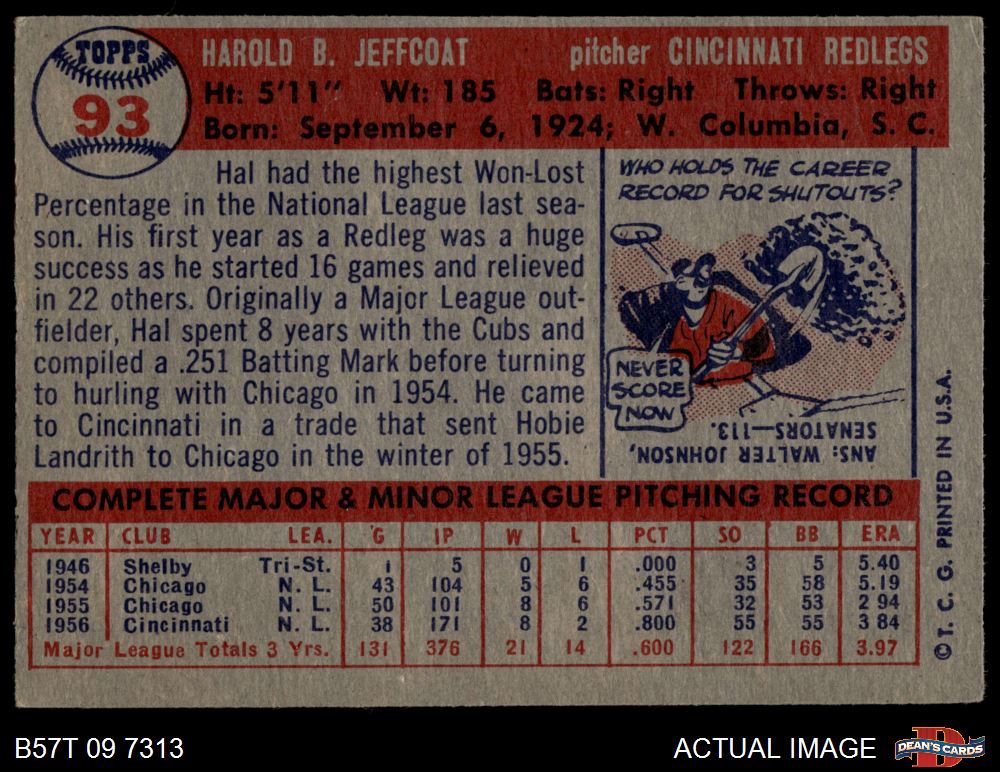 TOPPS
93
HAROLD B. JEFFCOAT pitcher CINCINNATI REDLEGS
Ht: 5'11" Wt: 185 Bats: Right Throws: Right
Born: September 6, 1924; W. Columbia, S. C.
Hal had the highest Won-Lost
Percentage in the National League last sea-
son. His first year as a Redleg was a huge
success as he started 16 games and relieved
in 22 others. Originally a Major League out-
fielder, Hal spent 8 years with the Cubs and
compiled a .251 Batting Mark before turning
to hurling with Chicago in 1954. He came
to Cincinnati in a trade that sent Hobie
Landrith to Chicago in the winter of 1955.
WHO HOLDS THE CAREER
RECORD FOR SHUTOUTS?
NEVER
SCORE
NOW
ANS: WALTER JOHNSON,
SENATORS—113.
COMPLETE MAJOR & MINOR LEAGUE PITCHING RECORD
YEAR CLUB LEA. G IP W L PCT SO BB ERA
1946 Shelby Tri-St. 1 5 0 1 .000 3 5 5.40
1954 Chicago N. L. 43 104 5 6 .455 35 58 5.19
1955 Chicago N. L. 50 101 8 6 .571 32 53 2 94
1956 Cincinnati N. L. 38 171 8 2 .800 55 55 3 84
Major League Totals 3 Yrs. 131 376 21 14 .600 122 166 3.97
© T. C. G. PRINTED IN U.S.A.
B57T 09 7313
ACTUAL IMAGE
D
DEAN'S CARDS